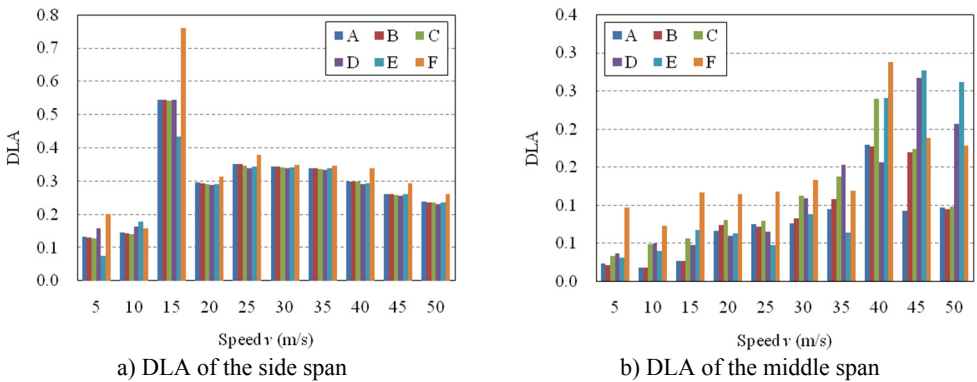 0.8
0.7
0.6
0.5
0.4
0.3
0.2
0.1
0.0
DLA
A B C
D E F
5 10 15 20 25 30 35 40 45 50
Speed v (m/s)
a) DLA of the side span
0.4
0.3
0.3
0.2
0.2
0.1
0.1
0.0
DLA
A B C
D E F
5 10 15 20 25 30 35 40 45 50
Speed v (m/s)
b) DLA of the middle span